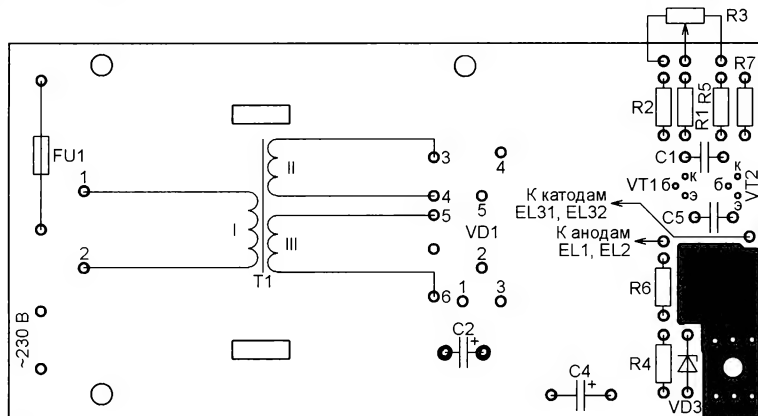 R3
R7
R2
R1
R5
FU1
C1
к
к
VT1
б
б
VT2
э
э
C5
1
2
I
II
III
T1
3
4
4
5
5
VD1
2
6
1
3
К катодам
EL31, EL32
К анодам
EL1, EL2
R6
~230 В
C2
+
C4
+
R4
VD3